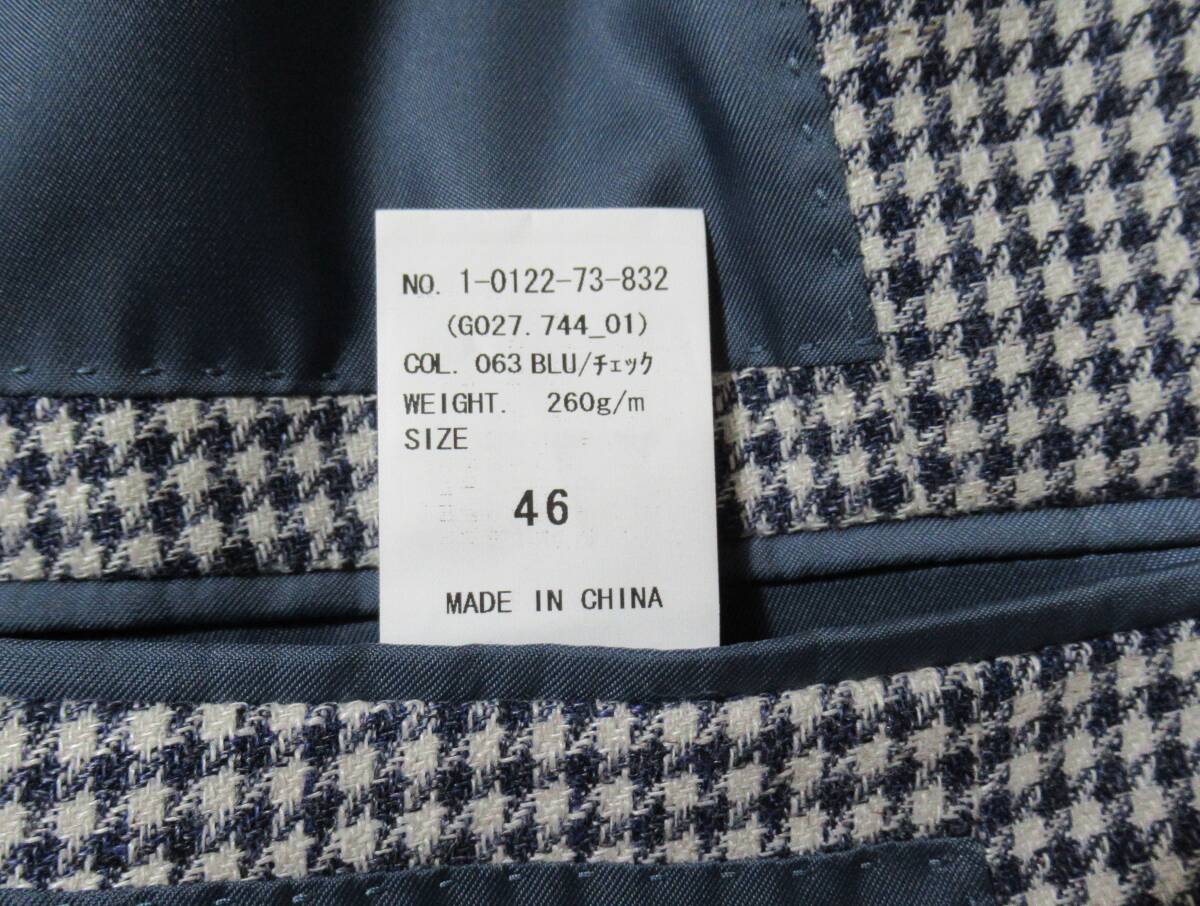 NO. 1-0122-73-832
(G027.744_01)
COL. 063 BLU/チェック
WEIGHT. 260g/m
SIZE
46
MADE IN CHINA